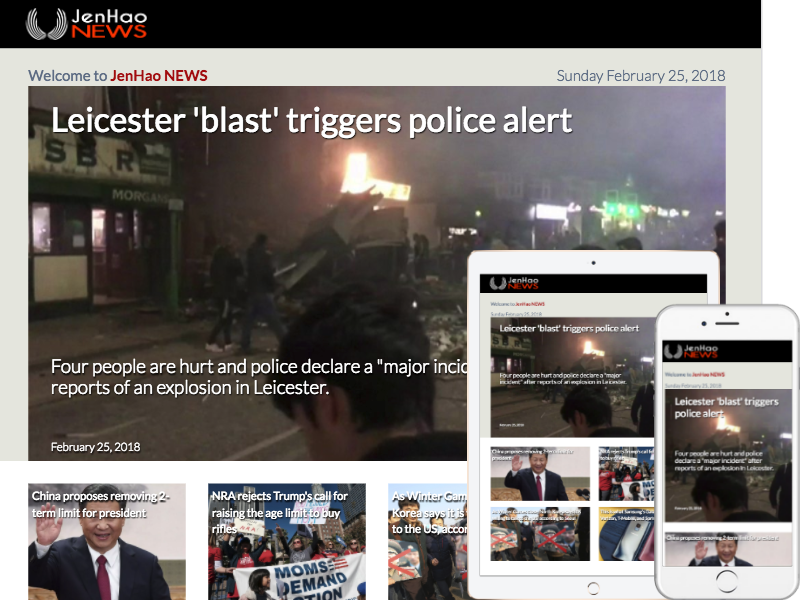 JenHao
NEWS
Welcome to JenHao NEWS
Sunday February 25, 2018
Leicester 'blast' triggers police alert
SBR
MORGAN
Four people are hurt and police declare a "major incid
reports of an explosion in Leicester.
February 25, 2018
China proposes removing 2-
term limit for president
NRA rejects Trump's call for
raising the age limit to buy
rifles
MOMS
DEMAND
ACTION
As Winter Gam
Korea says it is
to the US, accor
JenHao
NEWS
Welcome to JenHao NEWS
Sunday February 25, 2018
Leicester 'blast' triggers police alert
Four people are hurt and police declare a "major
incident" after reports of an explosion in Leicester.
February 25, 2018
China proposes removing 2-term limit for
president
JenHao
NEWS
Welcome to JenHao NEWS
Sunday February 25, 2018
Leicester 'blast' triggers
police alert
Four people are hurt and police
declare a "major incident" after
reports of an explosion in
Leicester.
February 25, 2018
China proposes removing 2-term limit for president